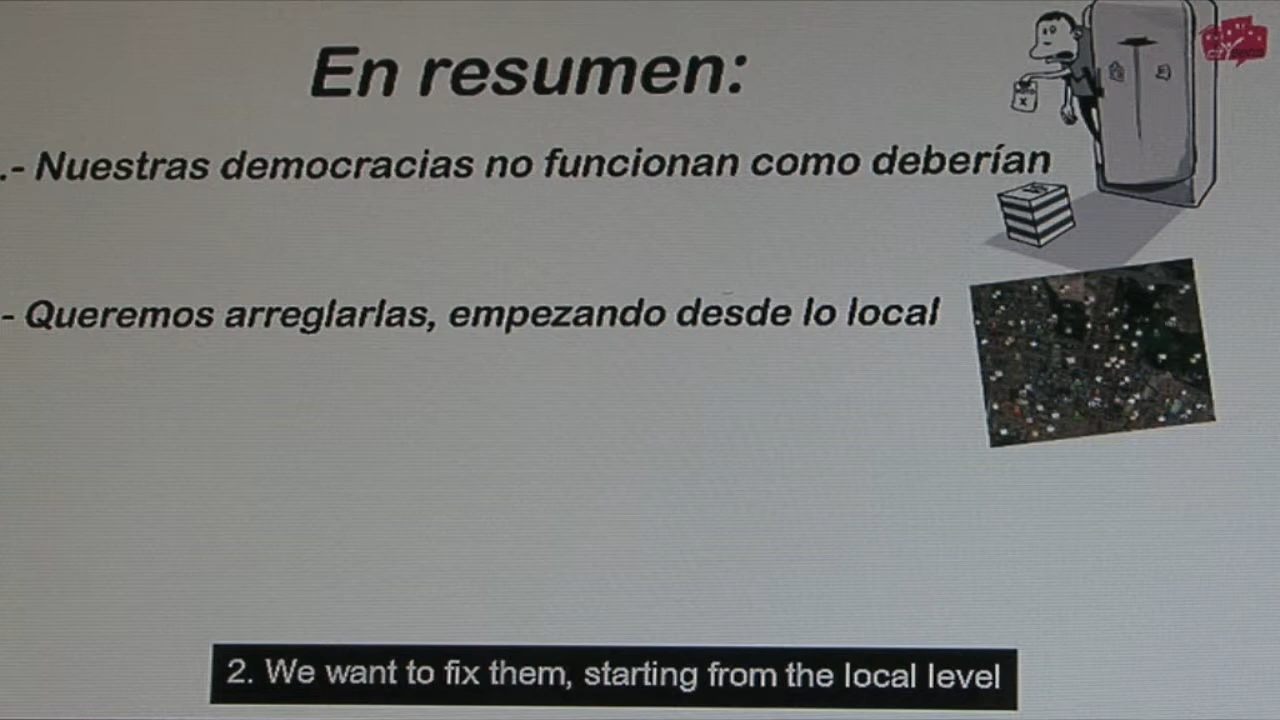 En resumen:
.- Nuestras democracias no funcionan como deberían
- Queremos arreglarlas, empezando desde lo local
2. We want to fix them, starting from the local level